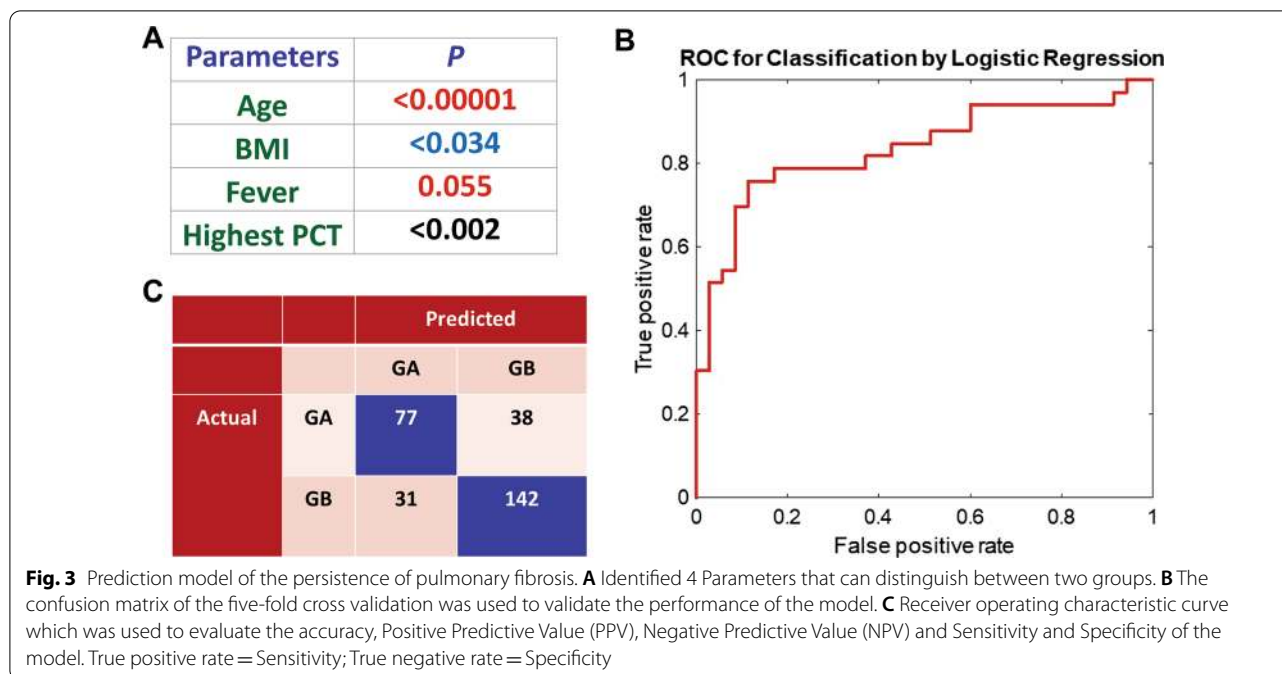 A
Parameters P
Age <0.00001
BMI <0.034
Fever 0.055
Highest PCT <0.002
B
ROC for Classification by Logistic Regression
1
0.8
0.6
0.4
0.2
0
True positive rate
0 0.2 0.4 0.6 0.8 1
False positive rate
C
Predicted
GA GB
Actual GA 77 38
GB 31 142
Fig. 3 Prediction model of the persistence of pulmonary fibrosis. A Identified 4 Parameters that can distinguish between two groups. B The
confusion matrix of the five-fold cross validation was used to validate the performance of the model. C Receiver operating characteristic curve
which was used to evaluate the accuracy, Positive Predictive Value (PPV), Negative Predictive Value (NPV) and Sensitivity and Specificity of the
model. True positive rate = Sensitivity; True negative rate = Specificity